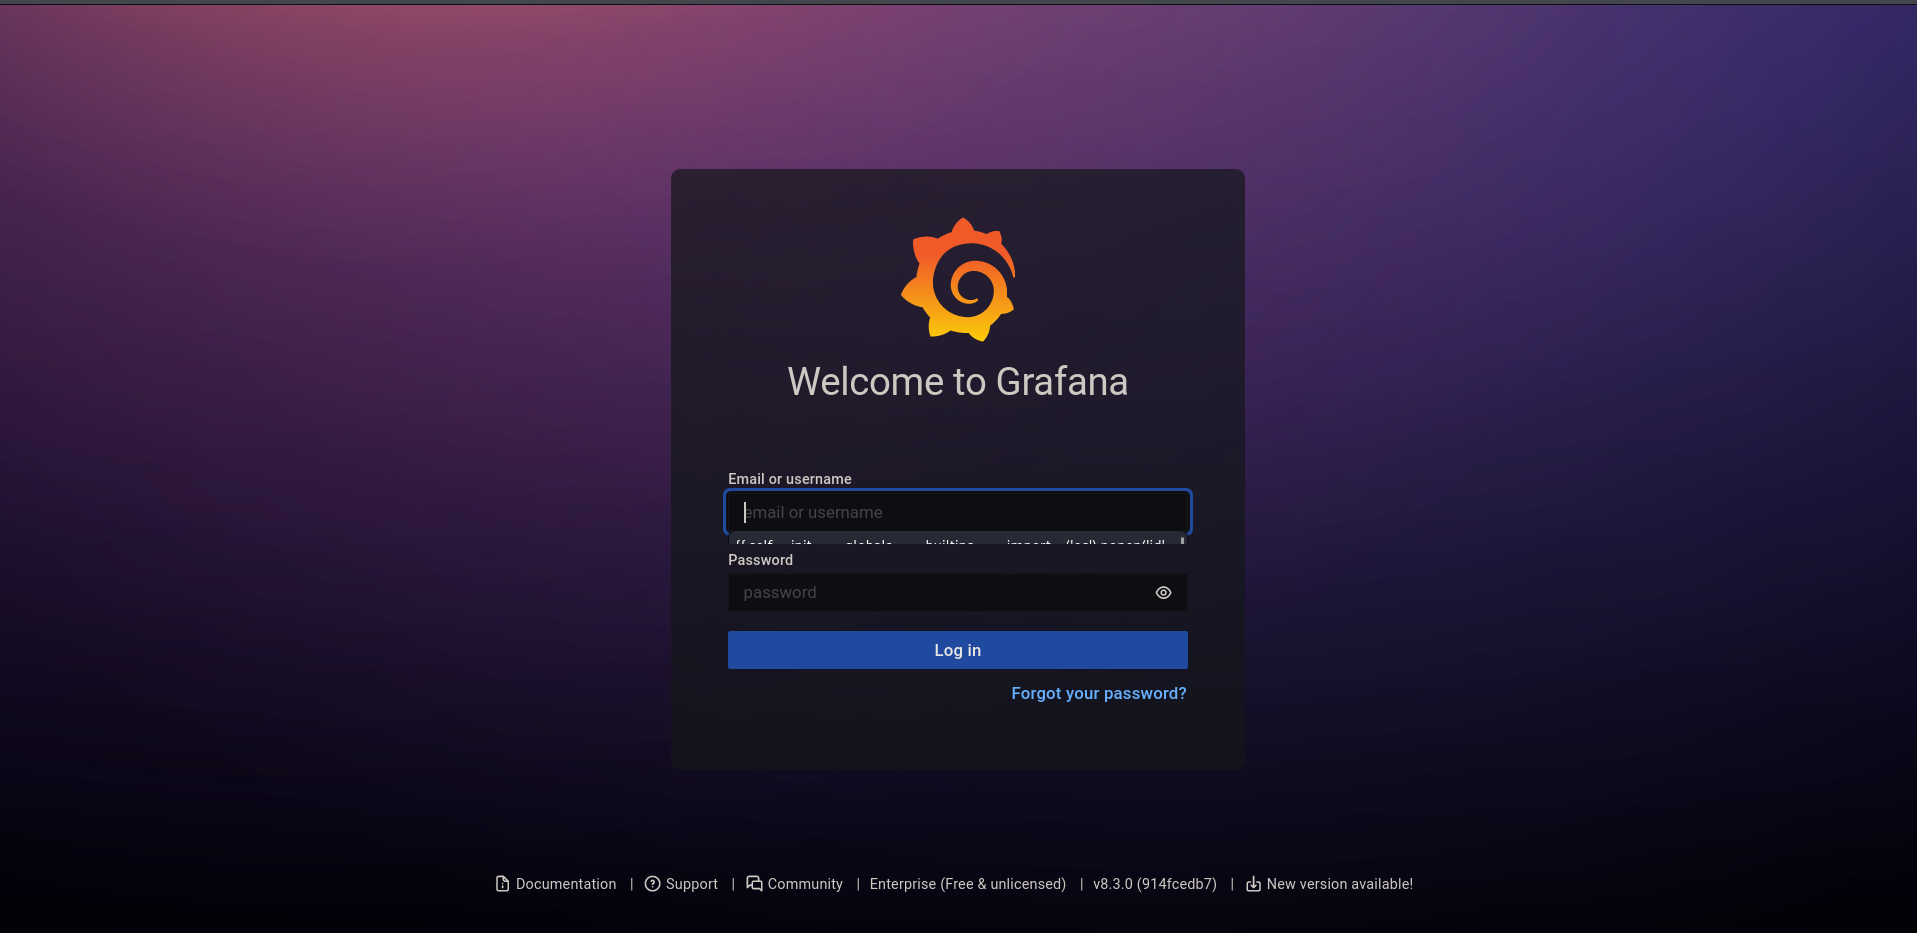 Welcome to Grafana
Email or username
email or username
Password
password
Log in
Forgot your password?
Documentation | Support | Community | Enterprise (Free & unlicensed) | v8.3.0 (914fcedb7) | New version available!